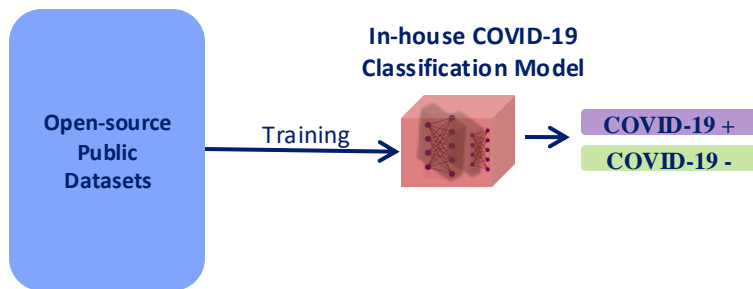 In-house COVID-19
Classification Model
Open-source
Public
Datasets
Training
COVID-19 +
COVID-19 -